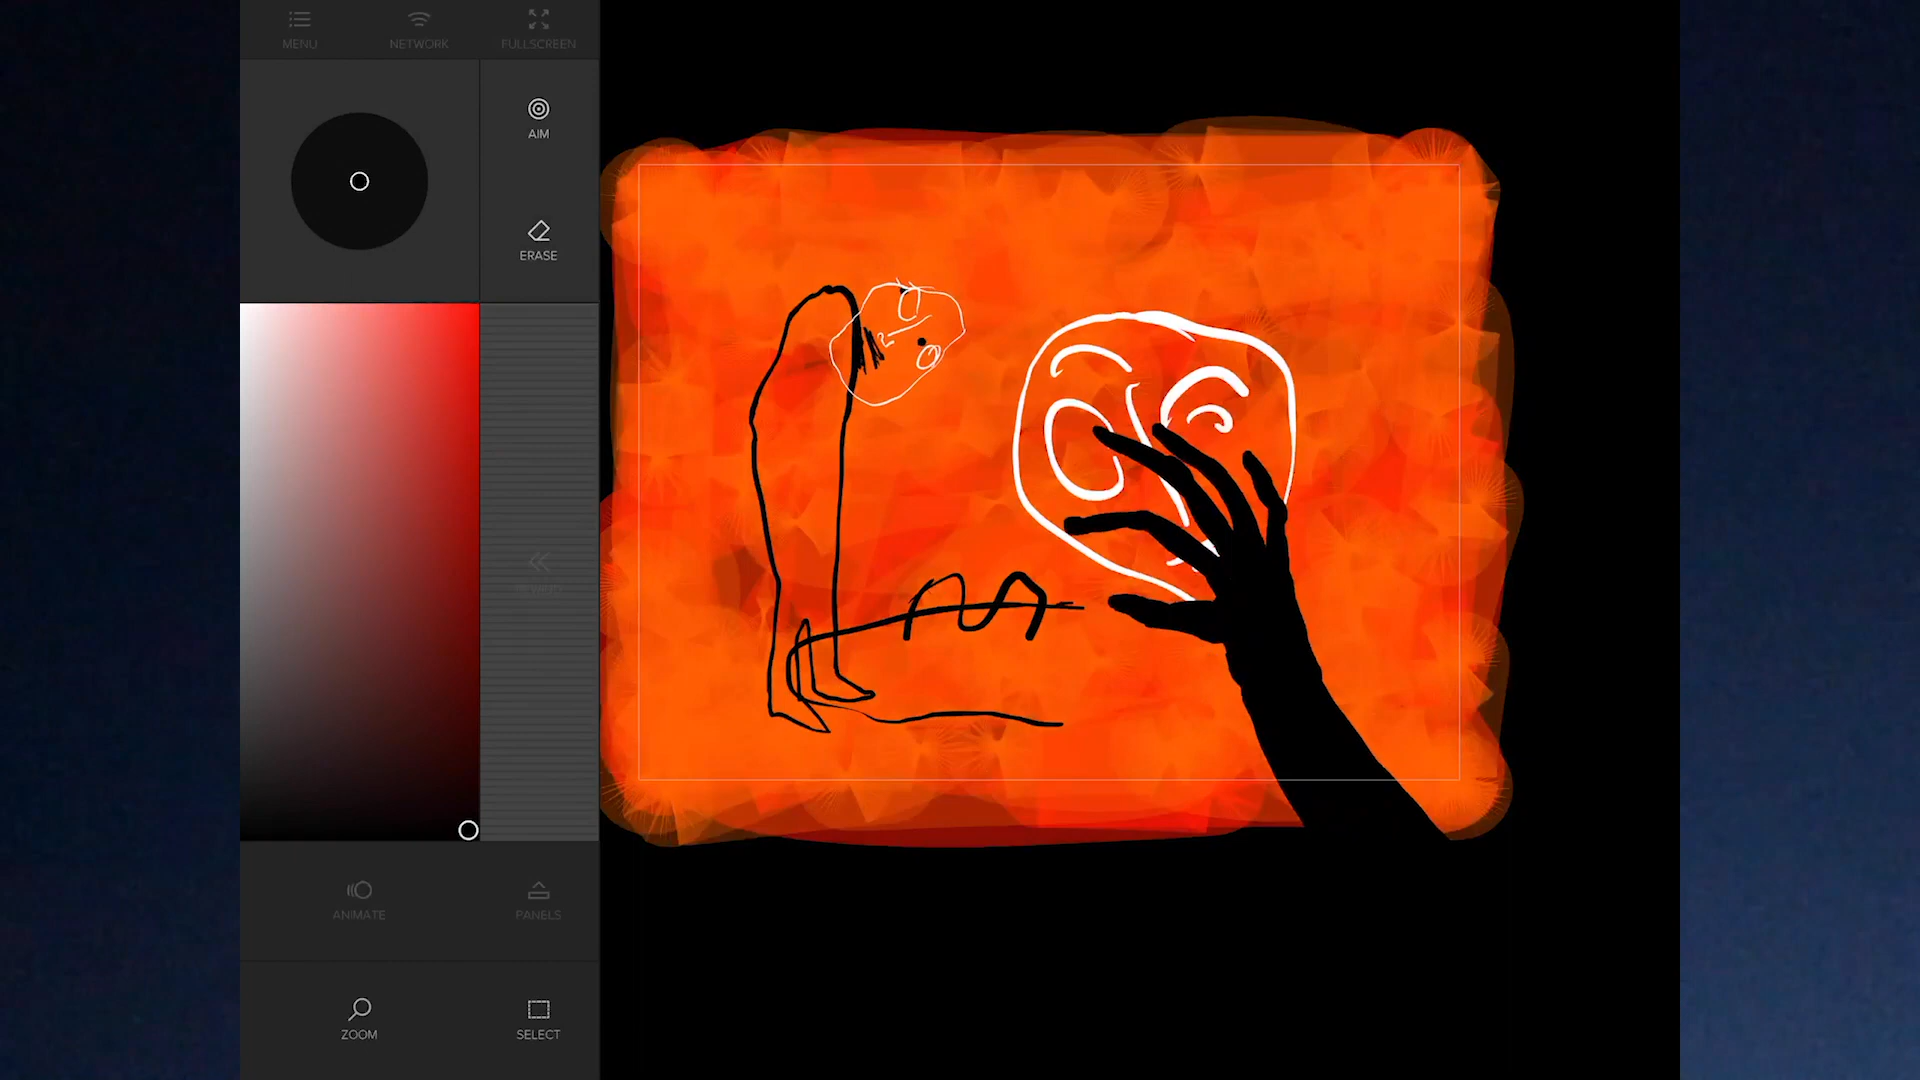 MENU NETWORK FULLSCREEN
AIM
ERASE
ANIMATE PANELS
ZOOM SELECT